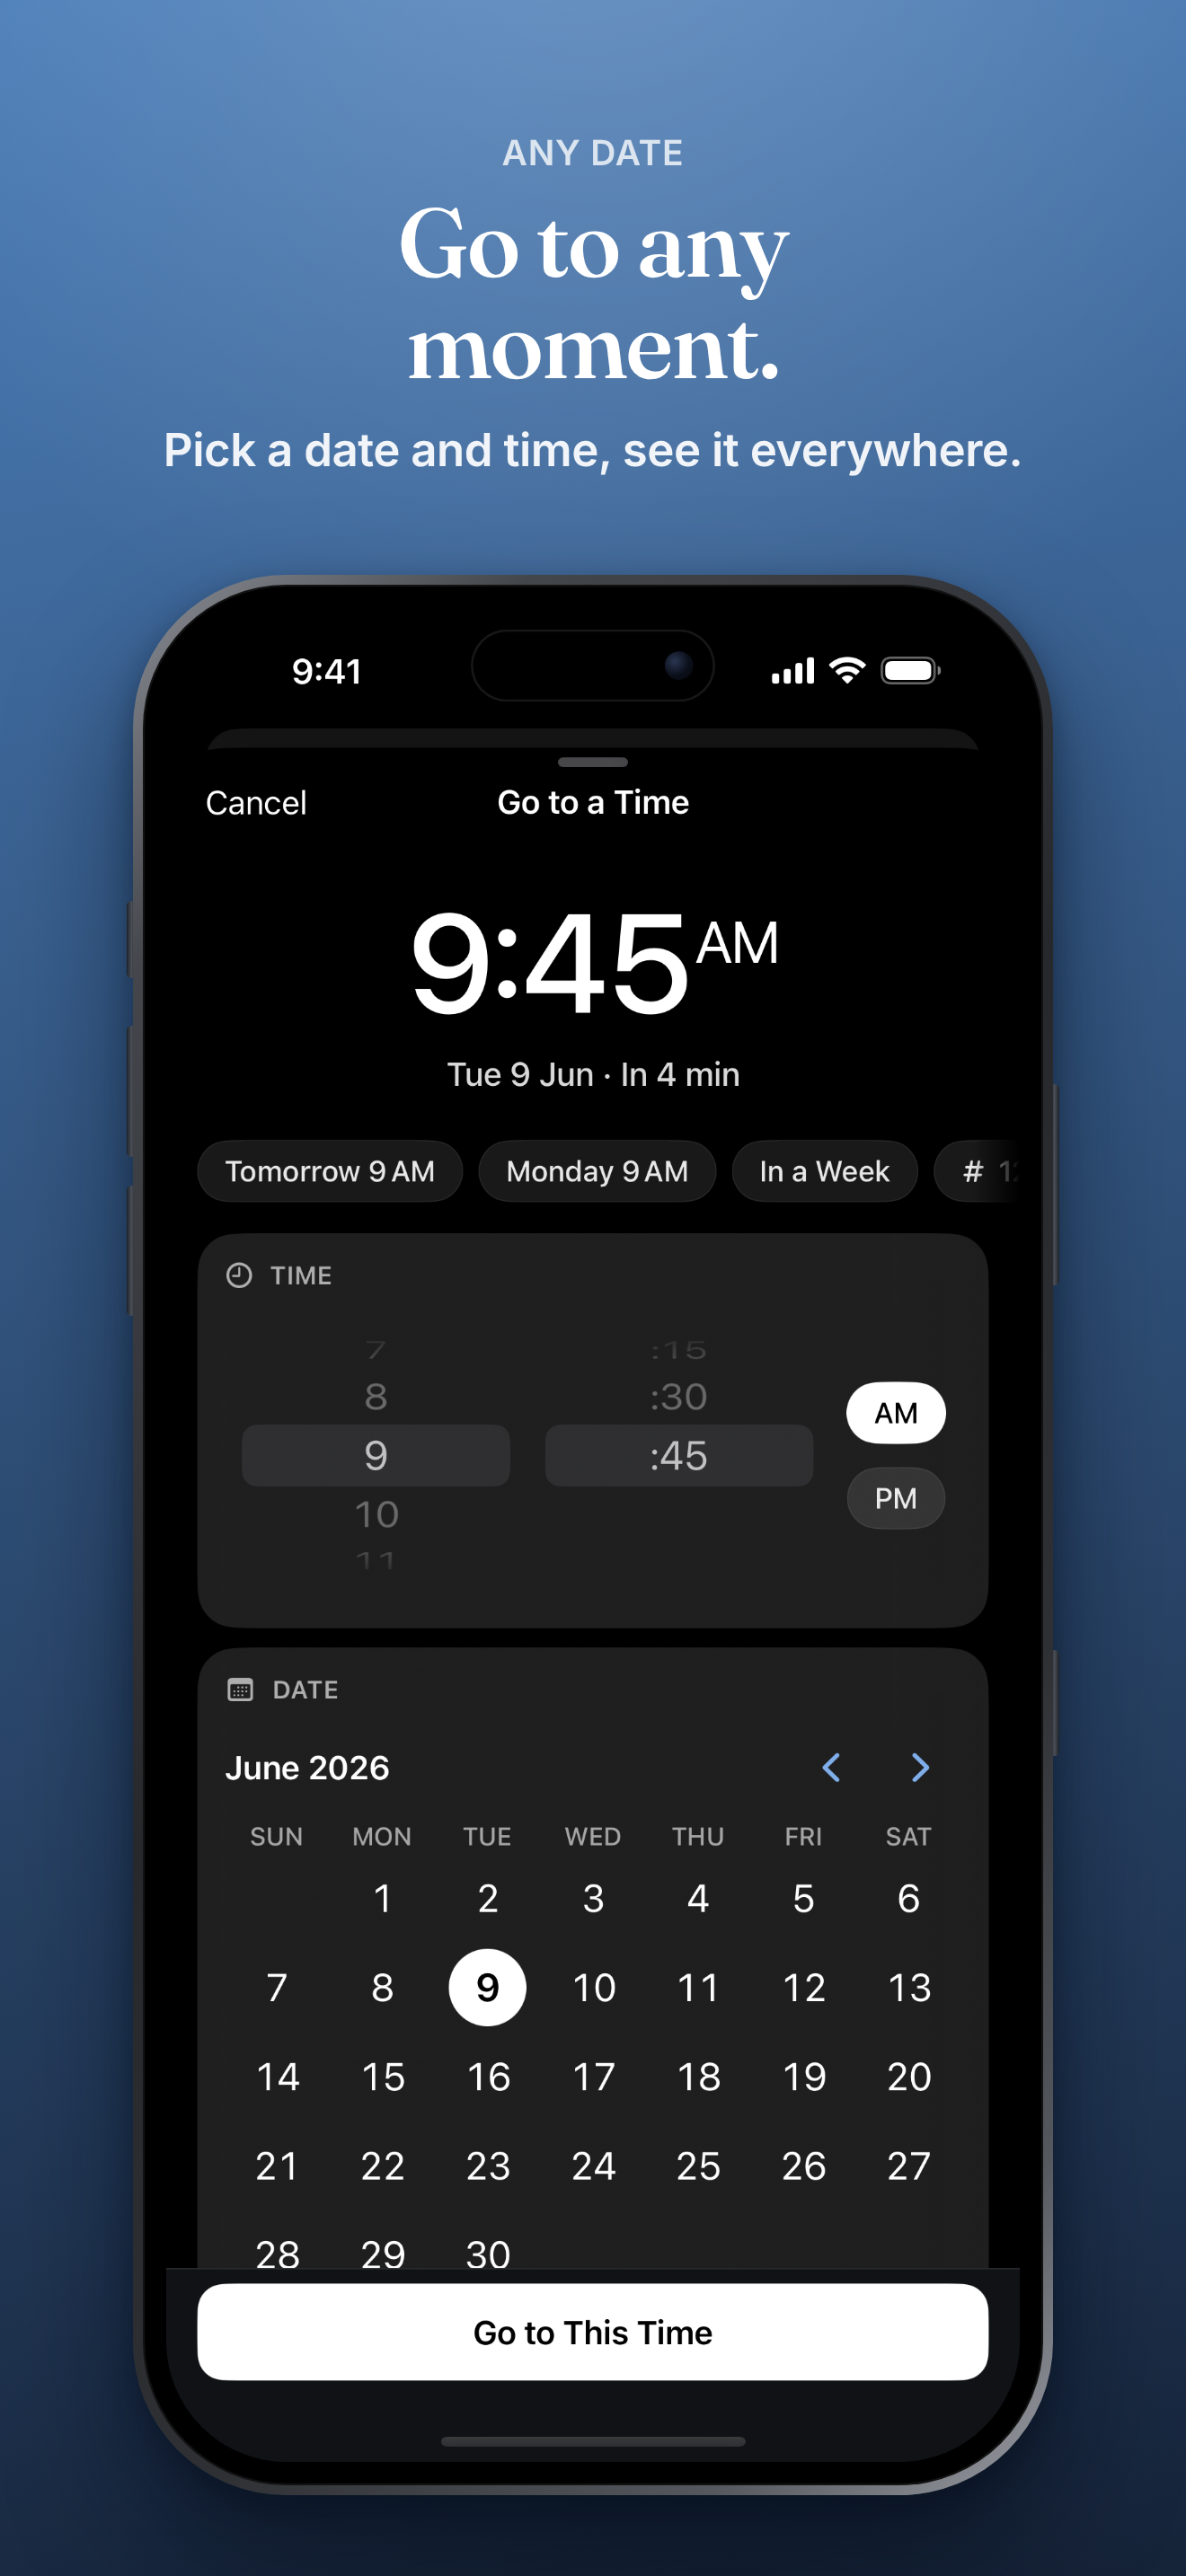 ANY DATE
Go to any
moment.
Pick a date and time, see it everywhere.
9:41
Cancel
Go to a Time
9:45 AM
Tue 9 Jun · In 4 min
Tomorrow 9 AM
Monday 9 AM
In a Week
#
TIME
7 :15
8 :30
AM
9 :45
PM
10
11
DATE
June 2026
SUN MON TUE WED THU FRI SAT
1 2 3 4 5 6
7 8 9 10 11 12 13
14 15 16 17 18 19 20
21 22 23 24 25 26 27
28 29 30
Go to This Time